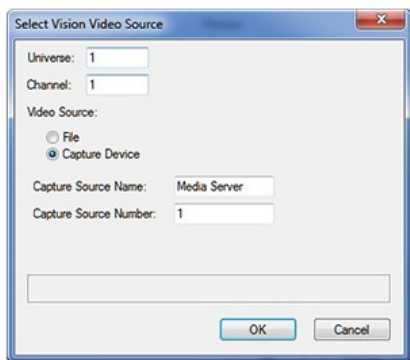 Select Vision Video Source
Universe: 1
Channel: 1
Video Source:
File
Capture Device
Capture Source Name: Media Server
Capture Source Number: 1
OK Cancel